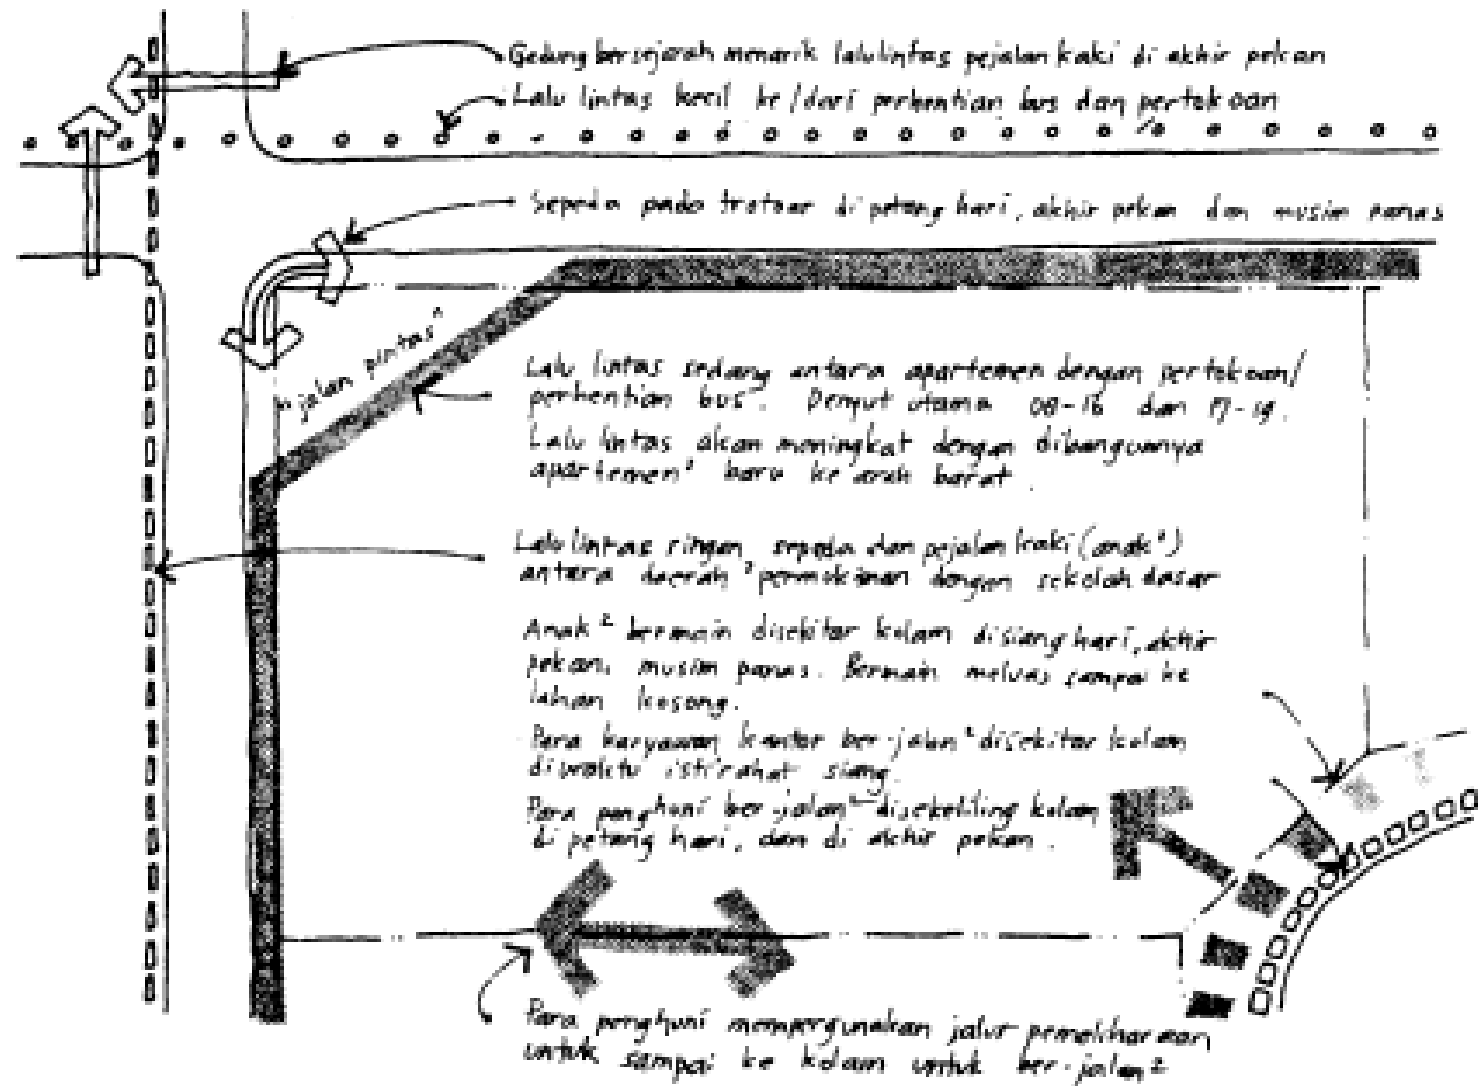 Gedung bersejarah menarik lalulintas pejalan kaki di akhir pekan
Lalu lintas kecil ke/dari perhentian bus dan pertokoan
Sepeda pada trotoar di petang hari, akhir pekan dan musim panas
"jalan pintas"
Lalu lintas sedang antara apartemen dengan pertokoan/
perhentian bus. Denyut utama 08-16 dan
Lalu lintas akan meningkat dengan dibangunnya
apartemen² baru ke arah barat.
Lalu lintas ringan, sepeda dan pejalan kaki (anak²)
antara daerah² permukiman dengan sekolah dasar
Anak² bermain disekitar kolam disiang hari, akhir
pekan, musim panas. Bermain meluas sampai ke
lahan kosong.
Para karyawan kantor ber-jalan² disekitar kolam
diwaktu istirahat siang.
Para penghuni ber-jalan² disekeliling kolam
di petang hari, dan di akhir pekan.
Para penghuni mempergunakan jalur pemeliharaan
untuk sampai ke kolam untuk ber-jalan²